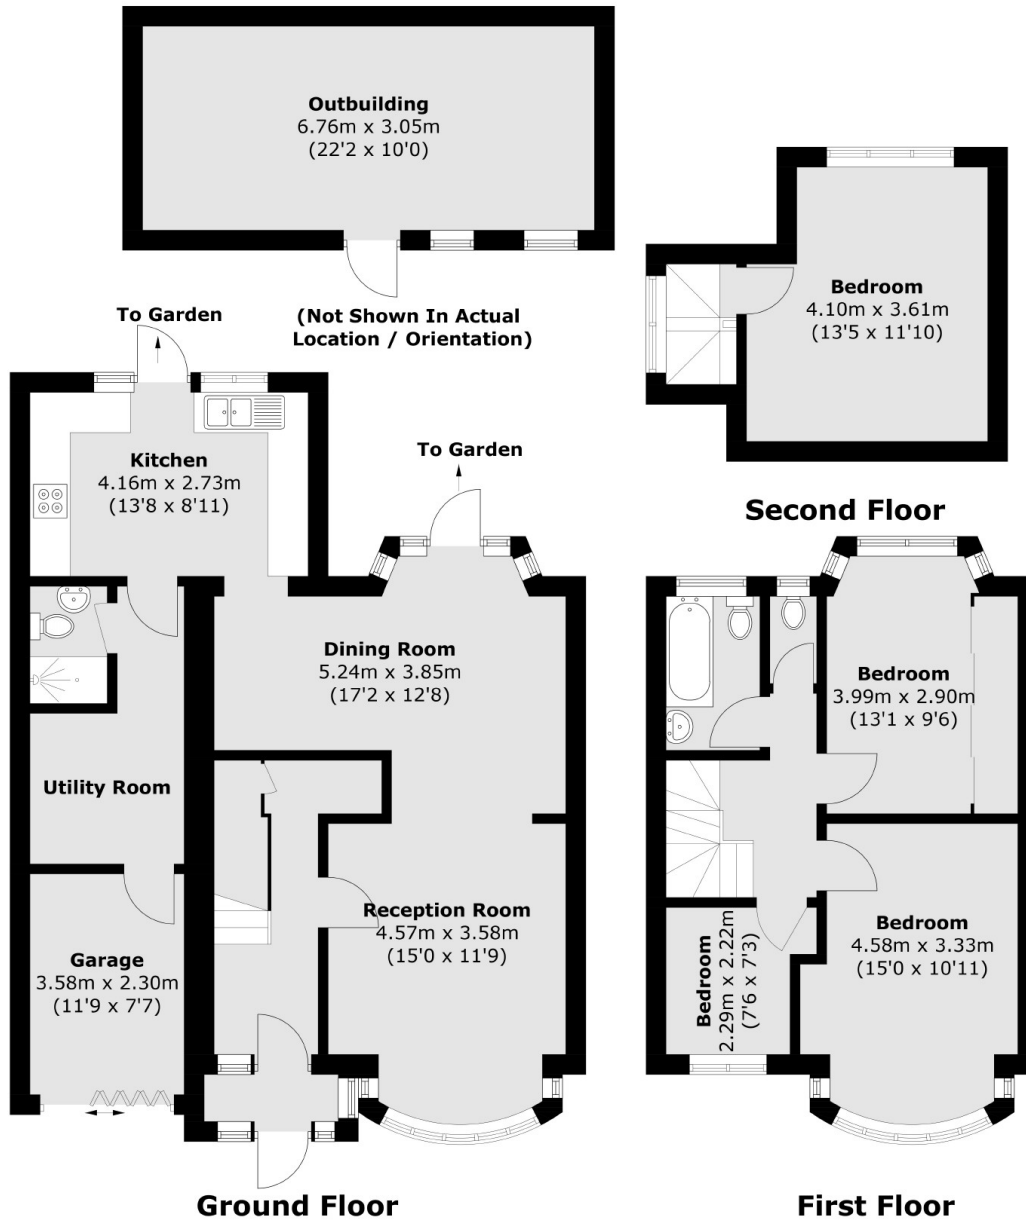 Outbuilding
6.76m x 3.05m
(22'2 x 10'0)
(Not Shown In Actual
Location / Orientation)
To Garden
Kitchen
4.16m x 2.73m
(13'8 x 8'11)
To Garden
Dining Room
5.24m x 3.85m
(17'2 x 12'8)
Utility Room
Reception Room
4.57m x 3.58m
(15'0 x 11'9)
Garage
3.58m x 2.30m
(11'9 x 7'7)
Ground Floor
Bedroom
4.10m x 3.61m
(13'5 x 11'10)
Second Floor
Bedroom
3.99m x 2.90m
(13'1 x 9'6)
Bedroom
4.58m x 3.33m
(15'0 x 10'11)
Bedroom
2.29m x 2.22m
(7'6 x 7'3)
First Floor